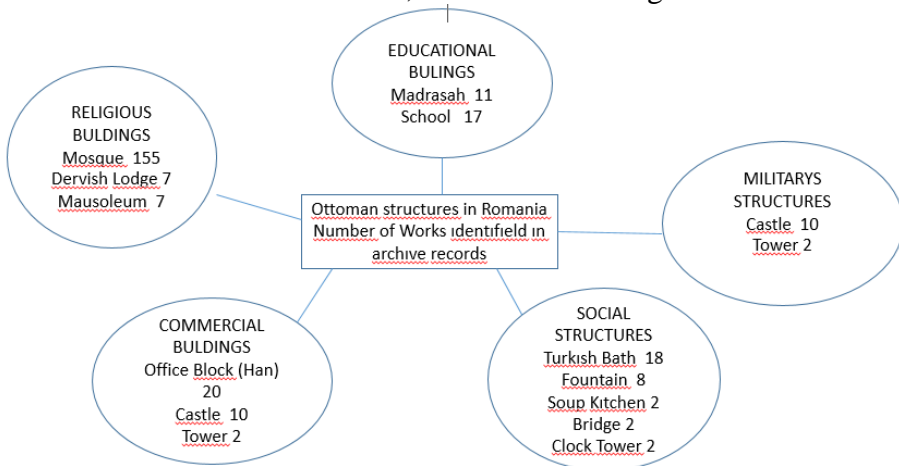 EDUCATIONAL
BULINGS
Madrasah 11
School 17
RELIGIOUS
BULDINGS
Mosque 155
Dervish Lodge 7
Mausoleum 7
MILITARYS
STRUCTURES
Castle 10
Tower 2
Ottoman structures in Romania
Number of Works ıdentıfıeld ın
archıve records
COMMERCIAL
BULDINGS
Office Block (Han)
20
Castle 10
Tower 2
SOCIAL
STRUCTURES
Turkısh Bath 18
Fountain 8
Soup Kıtchen 2
Bridge 2
Clock Tower 2